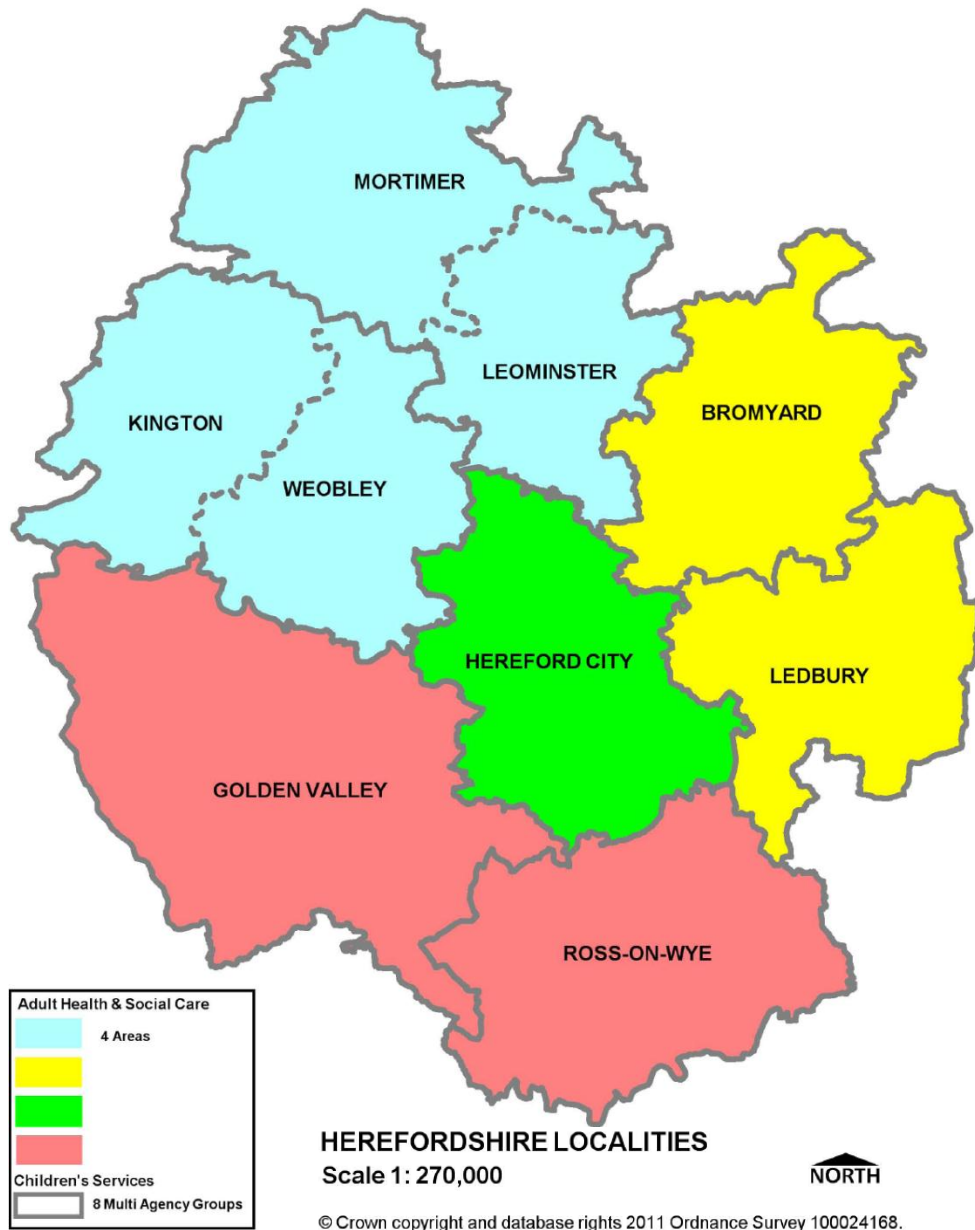 MORTIMER
LEOMINSTER
BROMYARD
KINGTON
WEOBLEY
HEREFORD CITY
LEDBURY
GOLDEN VALLEY
ROSS-ON-WYE
Adult Health & Social Care
4 Areas
Children's Services
8 Multi Agency Groups
HEREFORDSHIRE LOCALITIES
Scale 1: 270,000
NORTH
© Crown copyright and database rights 2011 Ordnance Survey 100024168.